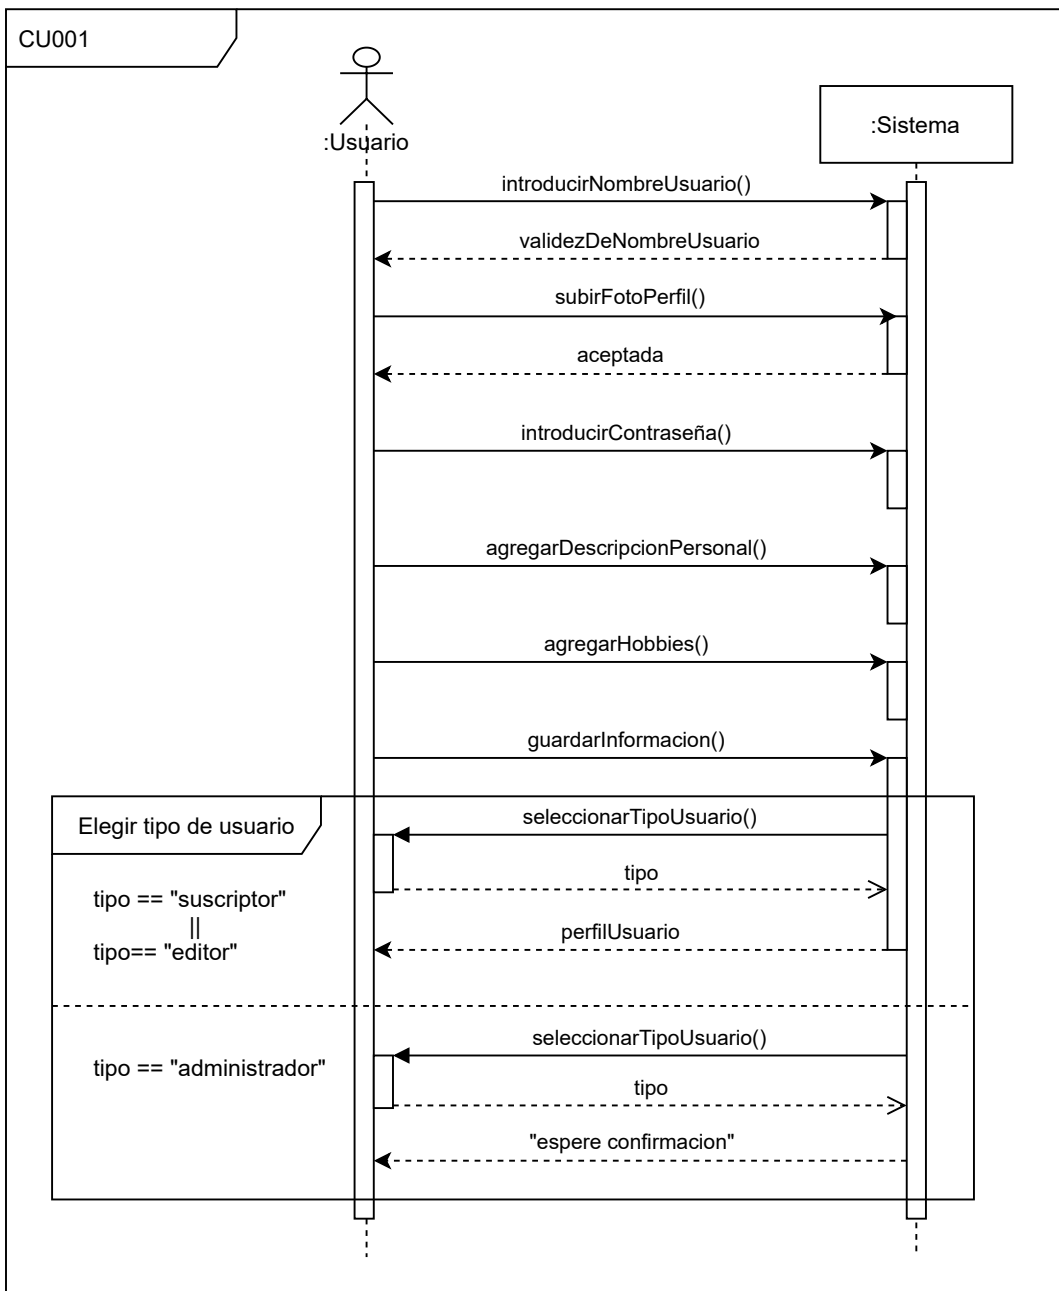 CU001
:Usuario
:Sistema
introducirNombreUsuario()
validezDeNombreUsuario
subirFotoPerfil()
aceptada
introducirContraseña()
agregarDescripcionPersonal()
agregarHobbies()
guardarInformacion()
Elegir tipo de usuario
seleccionarTipoUsuario()
tipo
tipo == "suscriptor"
||
tipo== "editor"
perfilUsuario
seleccionarTipoUsuario()
tipo == "administrador"
tipo
"espere confirmacion"